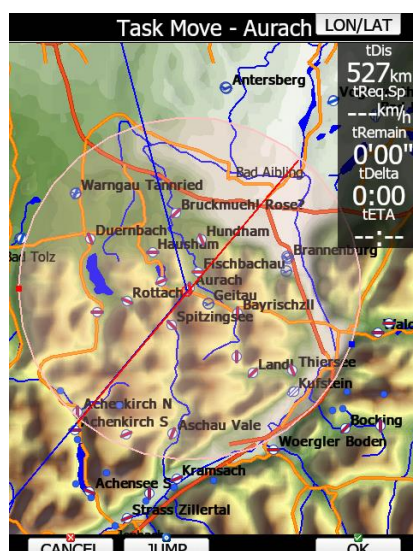 Task Move - Aurach
LON/LAT
tDis
527km
tReq.Sp
---km/h
tRemain
0'00"
tDelta
0:00
tETA
--:--
Antersberg
Bad Aibling
Warngau Tannried
Bruckmuehl Rose?
Duernbach
Hundham
Hausham
Brannenburg
Bad Tolz
Fischbachau
Aurach
Rottach
Geitau
Bayrischzll
Spitzingsee
Landl
Thiersee
Kufstein
Achenkirch N
Achenkirch S
Aschau Vale
Bocking
Woergler Boden
Kramsach
Achensee S
Strass Zillertal
CANCEL
JUMP
OK